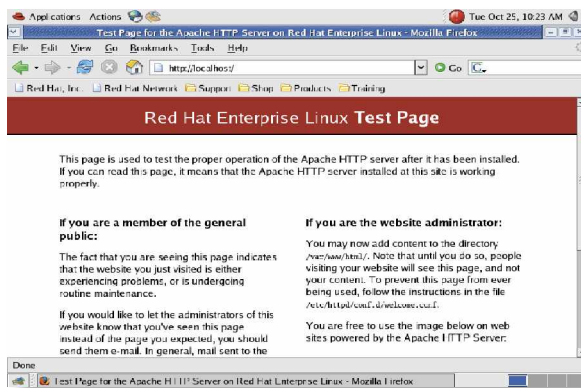 Applications Actions
Tue Oct 25, 10:23 AM
Test Page for the Apache HTTP Server on Red Hat Enterprise Linux - Mozilla Firefox
File Edit View Go Bookmarks Tools Help
http://localhost/
Go
Red Hat, Inc. Red Hat Network Support Shop Products Training
Red Hat Enterprise Linux Test Page
This page is used to test the proper operation of the Apache HTTP server after it has been installed.
If you can read this page, it means that the Apache HTTP server installed at this site is working
properly.
If you are a member of the general
public:
The fact that you are seeing this page indicates
that the website you just visited is either
experiencing problems, or is undergoing
routine maintenance.
If you would like to let the administrators of this
website know that you've seen this page
instead of the page you expected, you should
send them e-mail. In general, mail sent to the
If you are the website administrator:
You may now add content to the directory
/var/www/html/. Note that until you do so, people
visiting your website will see this page, and not
your content. To prevent this page from ever
being used, follow the instructions in the file
/etc/httpd/conf.d/welcome.conf.
You are free to use the image below on web
sites powered by the Apache HTTP Server:
Done
Test Page for the Apache HTTP Server on Red Hat Enterprise Linux - Mozilla Firefox